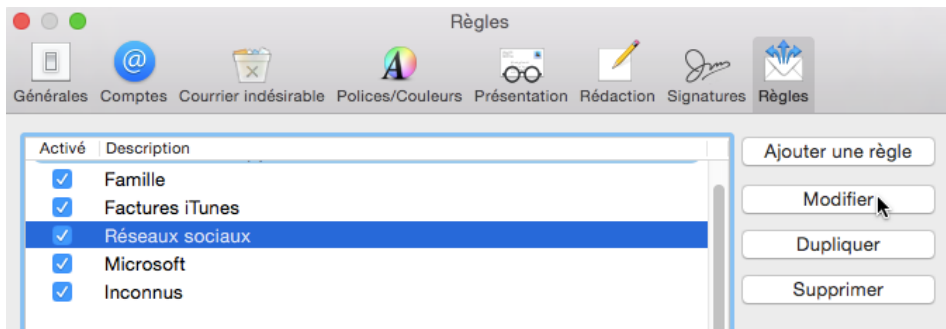 Règles
Générales Comptes Courrier indésirable Polices/Couleurs Présentation Rédaction Signatures Règles
Activé Description
Famille
Factures iTunes
Réseaux sociaux
Microsoft
Inconnus
Ajouter une règle
Modifier
Dupliquer
Supprimer